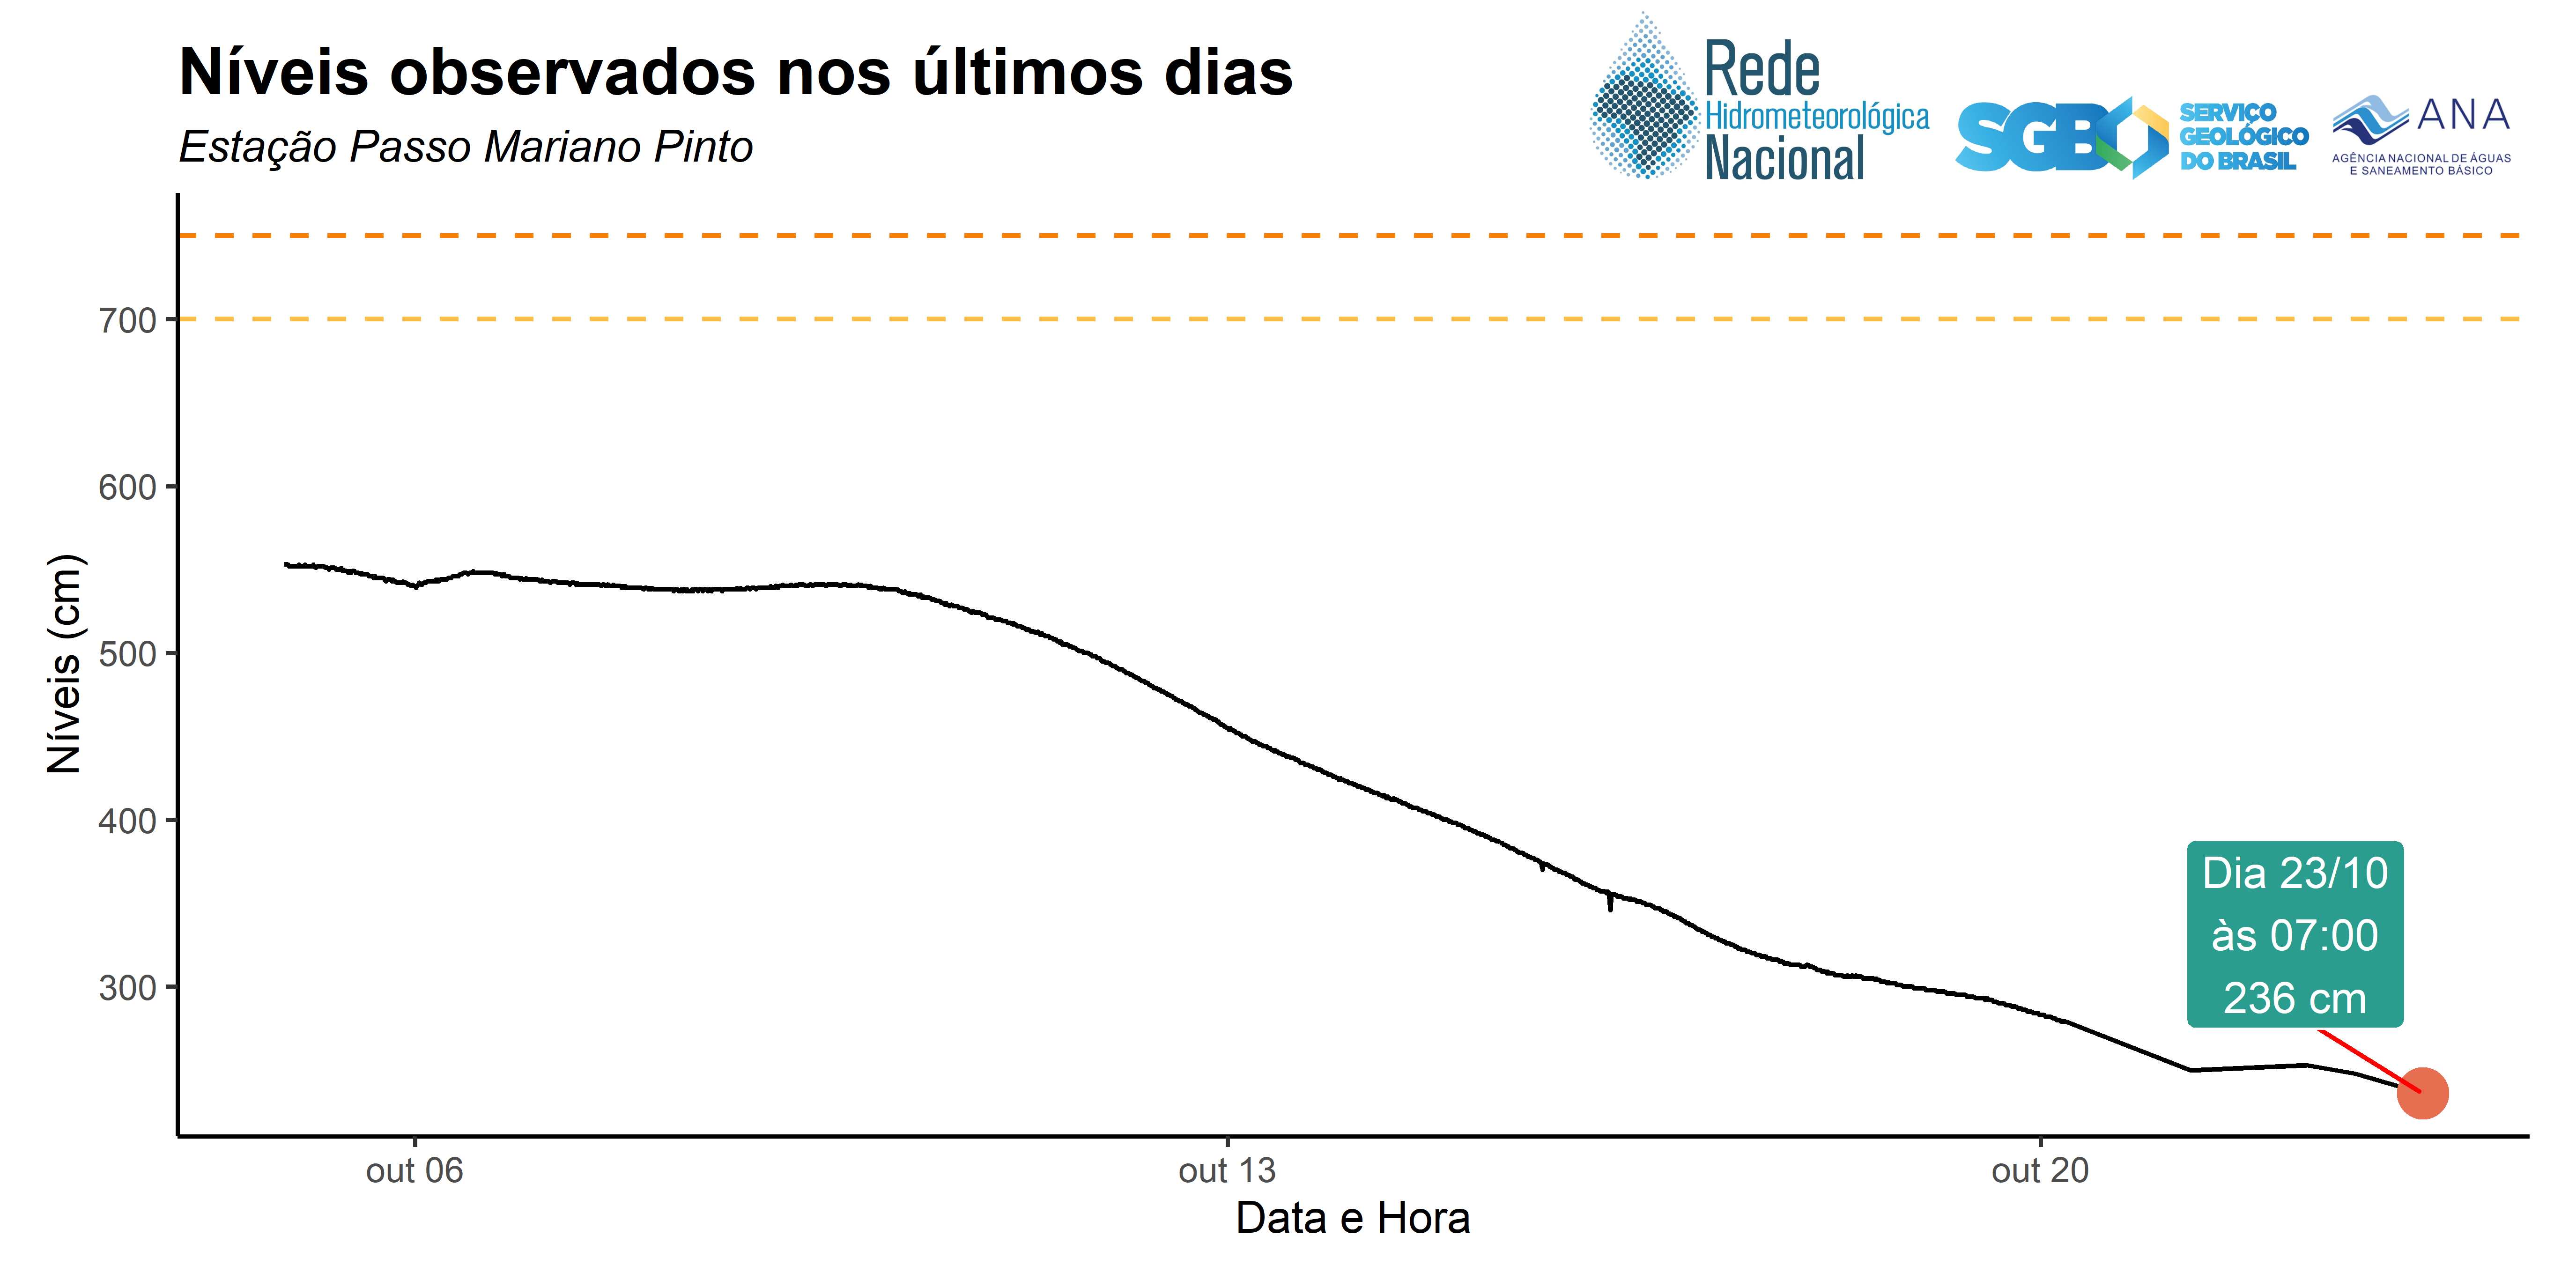 Níveis observados nos últimos dias
Estação Passo Mariano Pinto
Rede
Hidrometeorológica
Nacional
SGB
SERVIÇO
GEOLÓGICO
DO BRASIL
ANA
AGÊNCIA NACIONAL DE ÁGUAS
E SANEAMENTO BÁSICO
Níveis (cm)
700
600
500
400
300
Dia 23/10
às 07:00
236 cm
out 06
out 13
out 20
Data e Hora